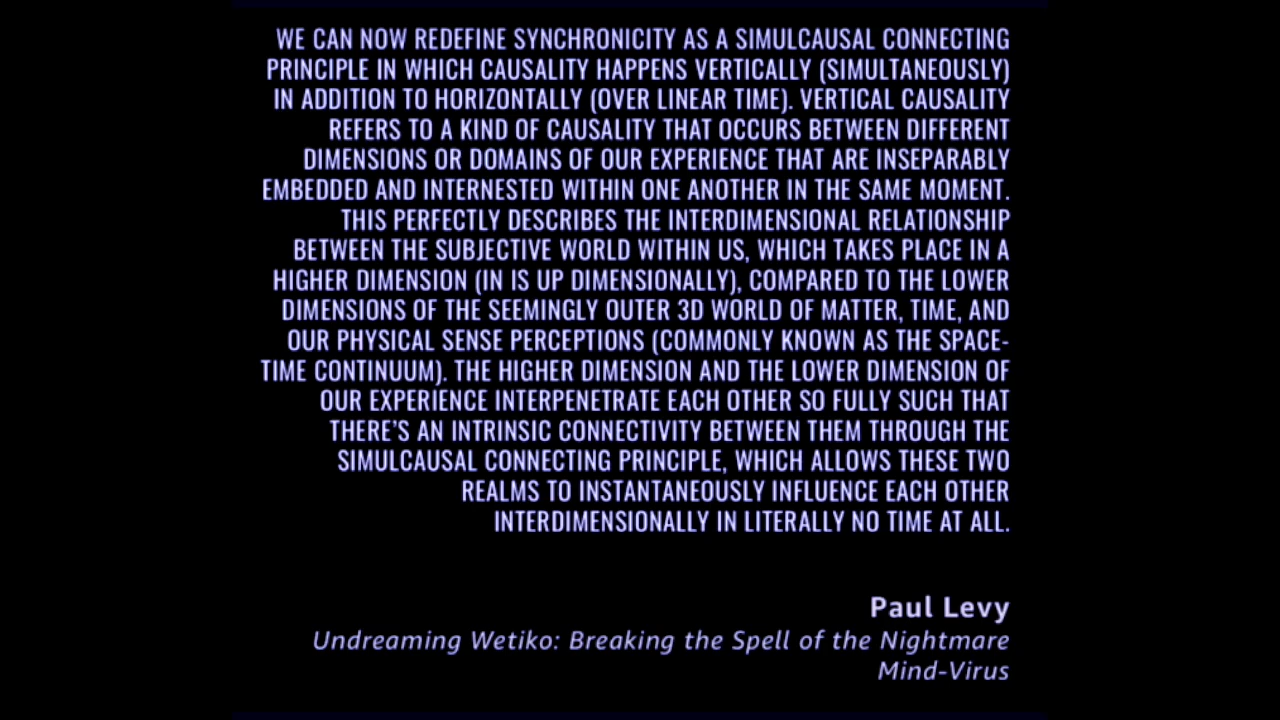 WE CAN NOW REDEFINE SYNCHRONICITY AS A SIMULCAUSAL CONNECTING
PRINCIPLE IN WHICH CAUSALITY HAPPENS VERTICALLY (SIMULTANEOUSLY)
IN ADDITION TO HORIZONTALLY (OVER LINEAR TIME). VERTICAL CAUSALITY
REFERS TO A KIND OF CAUSALITY THAT OCCURS BETWEEN DIFFERENT
DIMENSIONS OR DOMAINS OF OUR EXPERIENCE THAT ARE INSEPARABLY
EMBEDDED AND INTERNESTED WITHIN ONE ANOTHER IN THE SAME MOMENT.
THIS PERFECTLY DESCRIBES THE INTERDIMENSIONAL RELATIONSHIP
BETWEEN THE SUBJECTIVE WORLD WITHIN US, WHICH TAKES PLACE IN A
HIGHER DIMENSION (IN IS UP DIMENSIONALLY), COMPARED TO THE LOWER
DIMENSIONS OF THE SEEMINGLY OUTER 3D WORLD OF MATTER, TIME, AND
OUR PHYSICAL SENSE PERCEPTIONS (COMMONLY KNOWN AS THE SPACE-
TIME CONTINUUM). THE HIGHER DIMENSION AND THE LOWER DIMENSION OF
OUR EXPERIENCE INTERPENETRATE EACH OTHER SO FULLY SUCH THAT
THERE'S AN INTRINSIC CONNECTIVITY BETWEEN THEM THROUGH THE
SIMULCAUSAL CONNECTING PRINCIPLE, WHICH ALLOWS THESE TWO
REALMS TO INSTANTANEOUSLY INFLUENCE EACH OTHER
INTERDIMENSIONALLY IN LITERALLY NO TIME AT ALL.
Paul Levy
Undreaming Wetiko: Breaking the Spell of the Nightmare
Mind-Virus